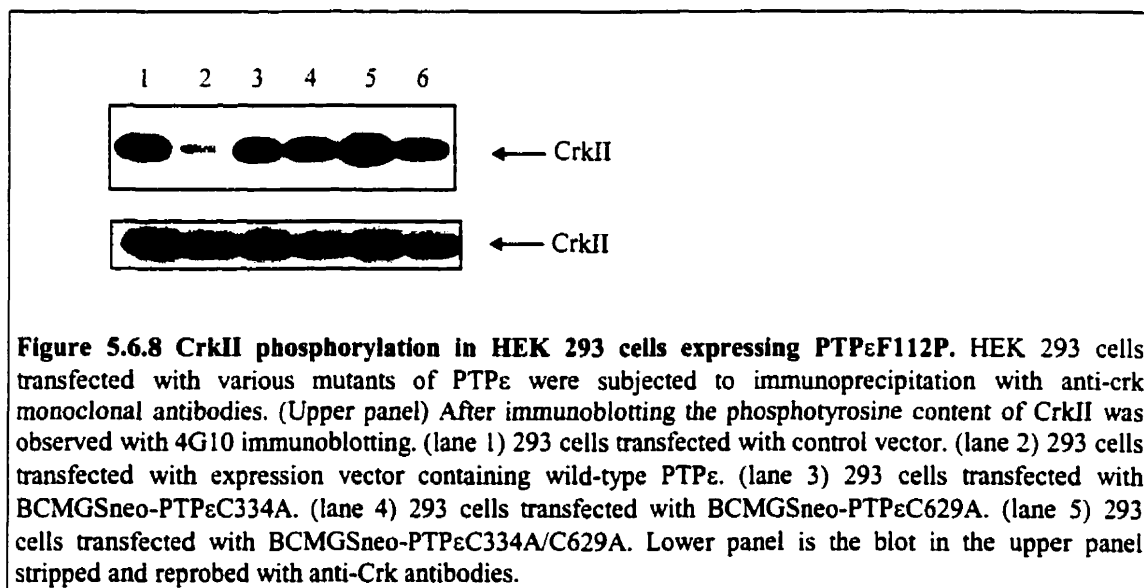 1 2 3 4 5 6
← CrkII
← CrkII
Figure 5.6.8 CrkII phosphorylation in HEK 293 cells expressing PTPεF112P. HEK 293 cells
transfected with various mutants of PTPε were subjected to immunoprecipitation with anti-crk
monoclonal antibodies. (Upper panel) After immunoblotting the phosphotyrosine content of CrkII was
observed with 4G10 immunoblotting. (lane 1) 293 cells transfected with control vector. (lane 2) 293 cells
transfected with expression vector containing wild-type PTPε. (lane 3) 293 cells transfected with
BCMGSneo-PTPεC334A. (lane 4) 293 cells transfected with BCMGSneo-PTPεC629A. (lane 5) 293
cells transfected with BCMGSneo-PTPεC334A/C629A. Lower panel is the blot in the upper panel
stripped and reprobed with anti-Crk antibodies.